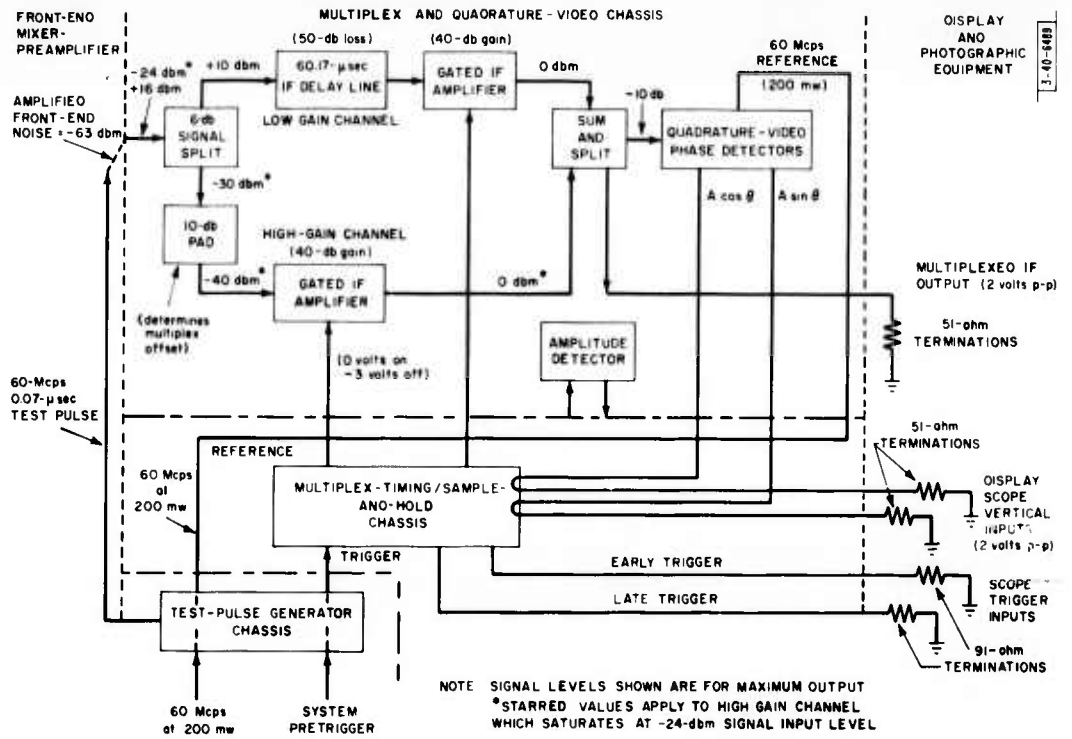 FRONT-END
MIXER-
PREAMPLIFIER
MULTIPLEX AND QUADRATURE-VIDEO CHASSIS
DISPLAY
AND
PHOTOGRAPHIC
EQUIPMENT
3-40-6489
-24 dbm*
+16 dbm
AMPLIFIED
FRONT-END
NOISE = -63 dbm
+10 dbm
6-db
SIGNAL
SPLIT
(50-db loss)
60.17-μsec
IF DELAY LINE
LOW GAIN CHANNEL
(40-db gain)
GATED IF
AMPLIFIER
0 dbm
SUM
AND
SPLIT
-10 db
60 Mcps
REFERENCE
(200 mw)
QUADRATURE-VIDEO
PHASE DETECTORS
A cos θ
A sin θ
-30 dbm*
10-db
PAD
-40 dbm*
(determines
multiplex
offset)
HIGH-GAIN CHANNEL
(40-db gain)
GATED IF
AMPLIFIER
0 dbm*
(0 volts on
-3 volts off)
AMPLITUDE
DETECTOR
MULTIPLEXED IF
OUTPUT (2 volts p-p)
51-ohm
TERMINATIONS
60-Mcps
0.07-μsec
TEST PULSE
REFERENCE
60 Mcps
at
200 mw
MULTIPLEX-TIMING/SAMPLE-
AND-HOLD
CHASSIS
TRIGGER
51-ohm
TERMINATIONS
DISPLAY
SCOPE
VERTICAL
INPUTS
(2 volts p-p)
EARLY TRIGGER
LATE TRIGGER
SCOPE
TRIGGER
INPUTS
91-ohm
TERMINATIONS
TEST-PULSE GENERATOR
CHASSIS
60 Mcps
at 200 mw
SYSTEM
PRETRIGGER
NOTE SIGNAL LEVELS SHOWN ARE FOR MAXIMUM OUTPUT
*STARRED VALUES APPLY TO HIGH GAIN CHANNEL
WHICH SATURATES AT -24-dbm SIGNAL INPUT LEVEL